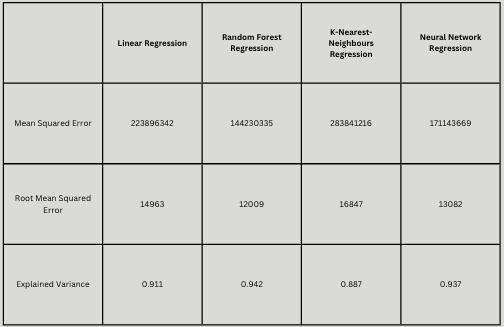 Linear Regression
Random Forest
Regression
K-Nearest-
Neighbours
Regression
Neural Network
Regression
Mean Squared Error
223896342
144230335
283841216
171143669
Root Mean Squared
Error
14963
12009
16847
13082
Explained Variance
0.911
0.942
0.887
0.937